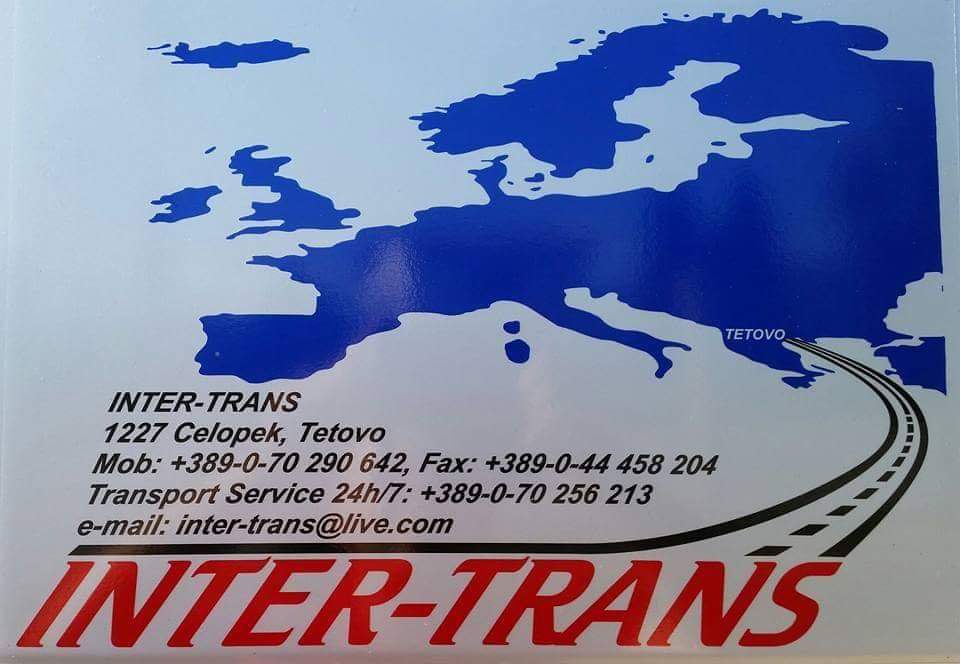 TETOVO
INTER-TRANS
1227 Celopek, Tetovo
Mob: +389-0-70 290 642, Fax: +389-0-44 458 204
Transport Service 24h/7: +389-0-70 256 213
e-mail: inter-trans@live.com
INTER-TRANS